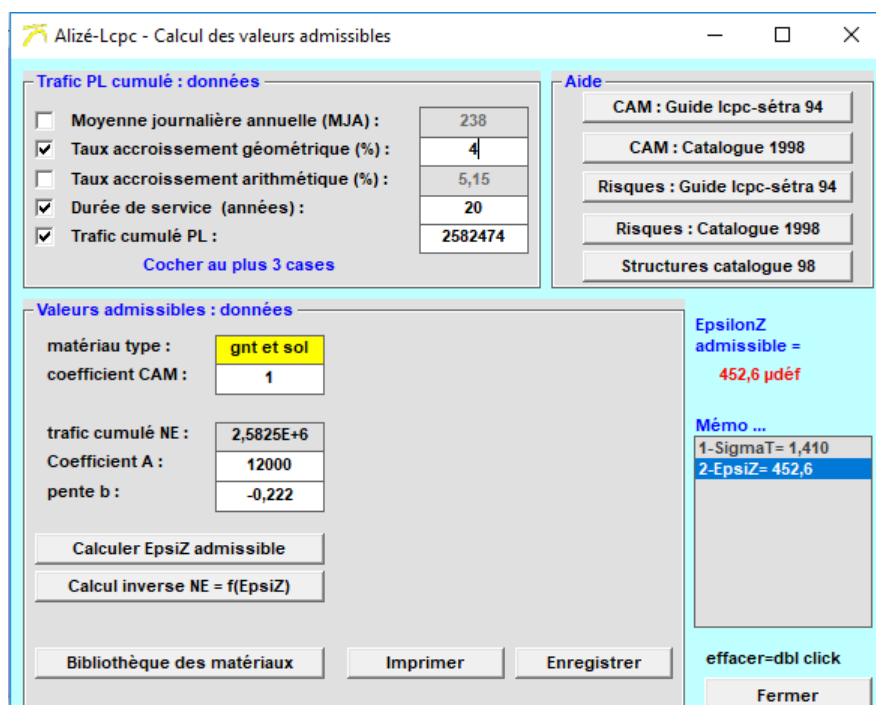 Alizé-Lcpc - Calcul des valeurs admissibles
Trafic PL cumulé : données
Moyenne journalière annuelle (MJA) : 238
Taux accroissement géométrique (%) : 4
Taux accroissement arithmétique (%) : 5,15
Durée de service (années) : 20
Trafic cumulé PL : 2582474
Cocher au plus 3 cases
Aide
CAM : Guide lcpc-sétra 94
CAM : Catalogue 1998
Risques : Guide lcpc-sétra 94
Risques : Catalogue 1998
Structures catalogue 98
Valeurs admissibles : données
matériau type : gnt et sol
coefficient CAM : 1
trafic cumulé NE : 2,5825E+6
Coefficient A : 12000
pente b : -0,222
Calculer EpsiZ admissible
Calcul inverse NE = f(EpsiZ)
Bibliothèque des matériaux
Imprimer
Enregistrer
EpsilonZ
admissible =
452,6 µdéf
Mémo ...
1-SigmaT= 1,410
2-EpsiZ= 452,6
effacer=dbl click
Fermer